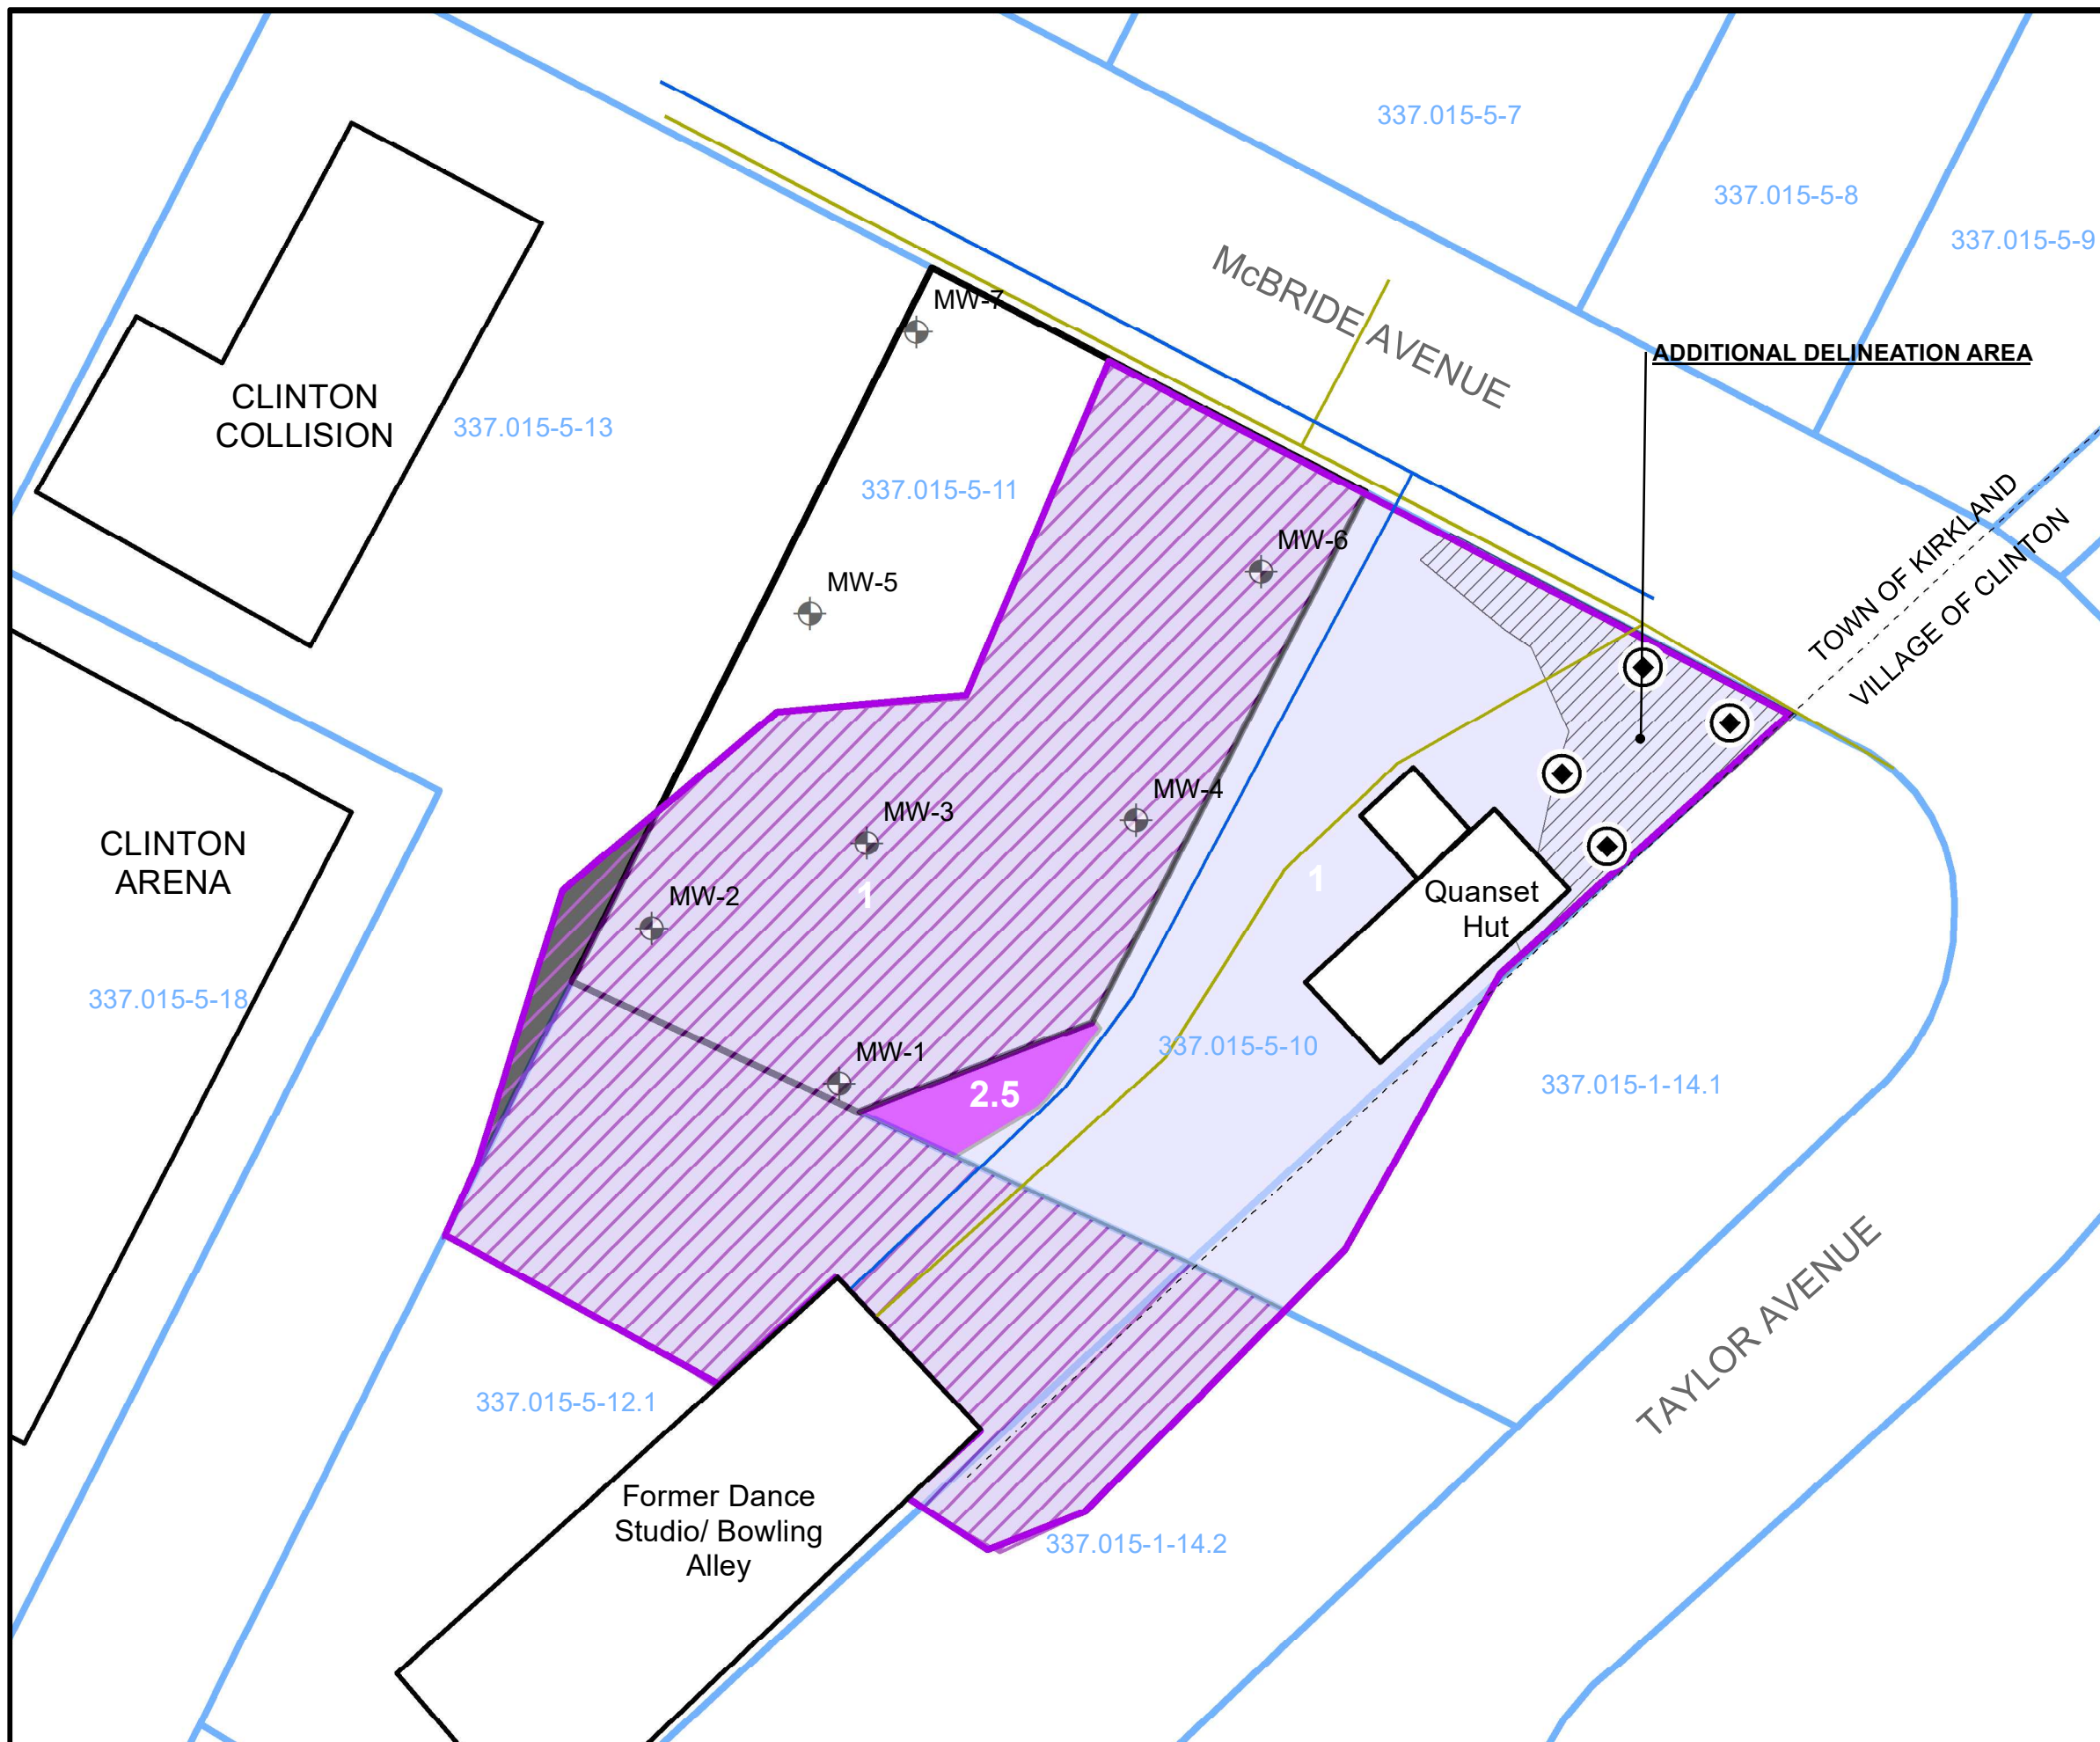 337.015-5-7
337.015-5-8
337.015-5-9
McBRIDE AVENUE
MW-7
ADDITIONAL DELINEATION AREA
CLINTON
COLLISION
337.015-5-13
337.015-5-11
TOWN OF KIRKLAND
VILLAGE OF CLINTON
MW-6
MW-5
MW-4
MW-3
CLINTON
ARENA
1
1
MW-2
Quanset
Hut
337.015-5-18
MW-1
337.015-5-10
2.5
337.015-1-14.1
TAYLOR AVENUE
337.015-5-12.1
Former Dance
Studio/ Bowling
Alley
337.015-1-14.2